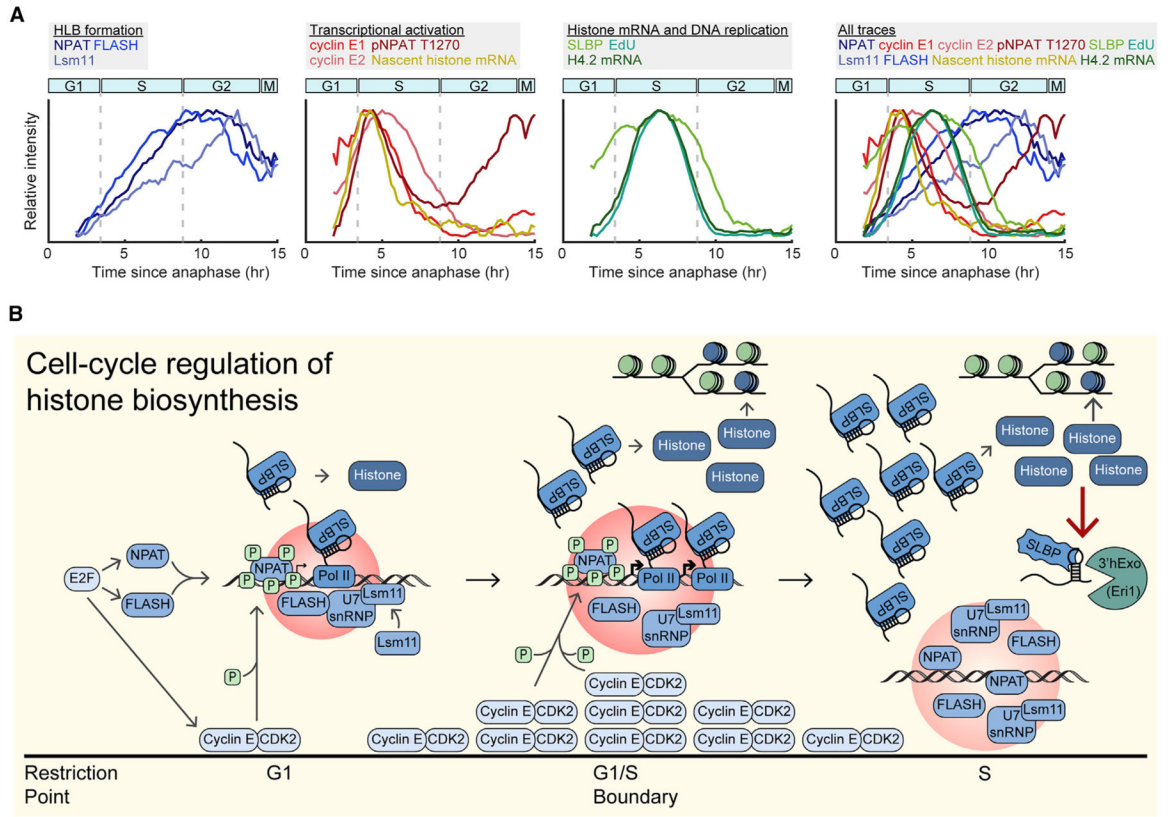 A
HLB formation
NPAT FLASH
Lsm11
G1 S G2 M
Relative intensity
0 5 10 15
Time since anaphase (hr)
Transcriptional activation
cyclin E1 pNPAT T1270
cyclin E2 Nascent histone mRNA
G1 S G2 M
0 5 10 15
Time since anaphase (hr)
Histone mRNA and DNA replication
SLBP EdU
H4.2 mRNA
G1 S G2 M
0 5 10 15
Time since anaphase (hr)
All traces
NPAT cyclin E1 cyclin E2 pNPAT T1270 SLBP EdU
Lsm11 FLASH Nascent histone mRNA H4.2 mRNA
G1 S G2 M
0 5 10 15
Time since anaphase (hr)
B
Cell-cycle regulation of
histone biosynthesis
E2F
NPAT
FLASH
SLBP
Histone
SLBP
P P P P P
NPAT
Pol II
FLASH
U7
snRNP
Lsm11
Lsm11
P
Cyclin E CDK2
SLBP
SLBP
Histone
Histone
Histone
SLBP
SLBP
P P P P P
NPAT
Pol II
Pol II
FLASH
U7
snRNP
Lsm11
P
P
Cyclin E CDK2
Cyclin E CDK2
Cyclin E CDK2
Cyclin E CDK2
Cyclin E CDK2
Cyclin E CDK2
Cyclin E CDK2
Cyclin E CDK2
Cyclin E CDK2
SLBP
SLBP
SLBP
SLBP
SLBP
SLBP
SLBP
SLBP
Histone
Histone
Histone
Histone
SLBP
3'hExo
(Eri1)
U7
snRNP
Lsm11
FLASH
NPAT
NPAT
FLASH
U7
snRNP
Lsm11
Restriction
Point
G1
G1/S
Boundary
S